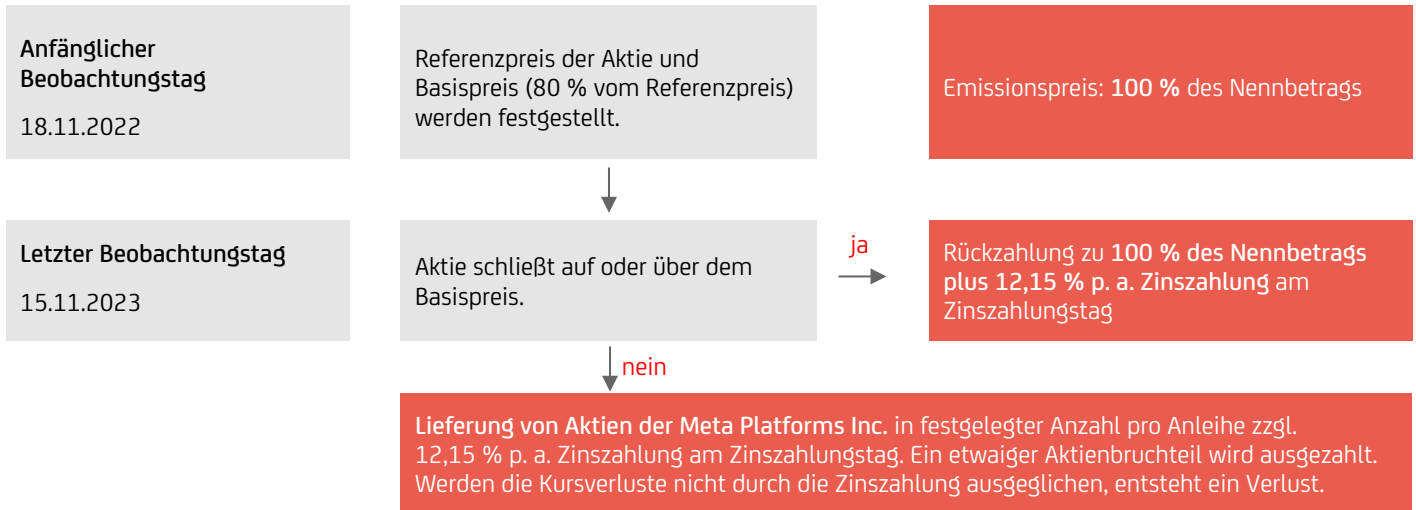 Anfänglicher
Beobachtungstag
18.11.2022
Referenzpreis der Aktie und
Basispreis (80 % vom Referenzpreis)
werden festgestellt.
Emissionspreis: 100 % des Nennbetrags
Letzter Beobachtungstag
15.11.2023
Aktie schließt auf oder über dem
Basispreis.
ja
Rückzahlung zu 100 % des Nennbetrags
plus 12,15 % p. a. Zinszahlung am
Zinszahlungstag
nein
Lieferung von Aktien der Meta Platforms Inc. in festgelegter Anzahl pro Anleihe zzgl.
12,15 % p. a. Zinszahlung am Zinszahlungstag. Ein etwaiger Aktienbruchteil wird ausgezahlt.
Werden die Kursverluste nicht durch die Zinszahlung ausgeglichen, entsteht ein Verlust.